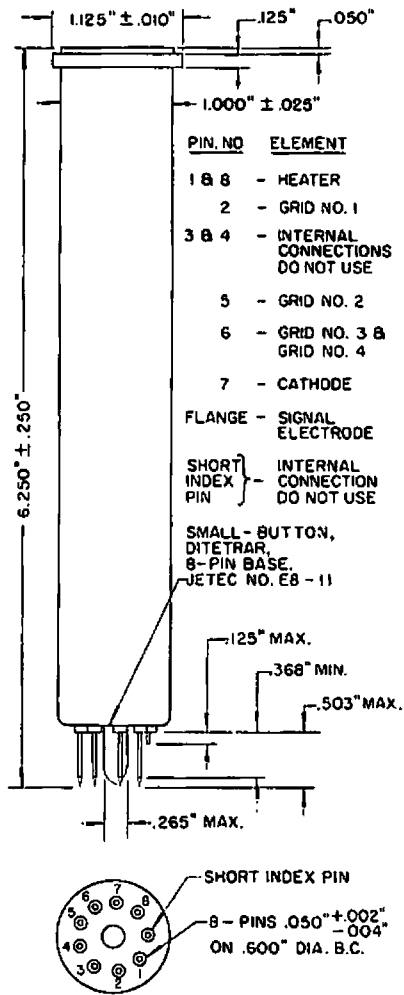 1.125" ± .010"
.125"
.050"
1.000" ± .025"
PIN. NO ELEMENT
1 & 8 - HEATER
2 - GRID NO. 1
3 & 4 - INTERNAL
CONNECTIONS
DO NOT USE
5 - GRID NO. 2
6 - GRID NO. 3 &
GRID NO. 4
7 - CATHODE
FLANGE - SIGNAL
ELECTRODE
SHORT
INDEX
PIN } - INTERNAL
CONNECTION
DO NOT USE
6.250" ± .250"
SMALL-BUTTON,
DITETRAR,
8-PIN BASE.
JETEC NO. E8-11
.125" MAX.
.368" MIN.
.503" MAX.
.265" MAX.
SHORT INDEX PIN
8-PINS .050" +.002"
-.004"
ON .600" DIA. B.C.
1
2
3
4
5
6
7
8